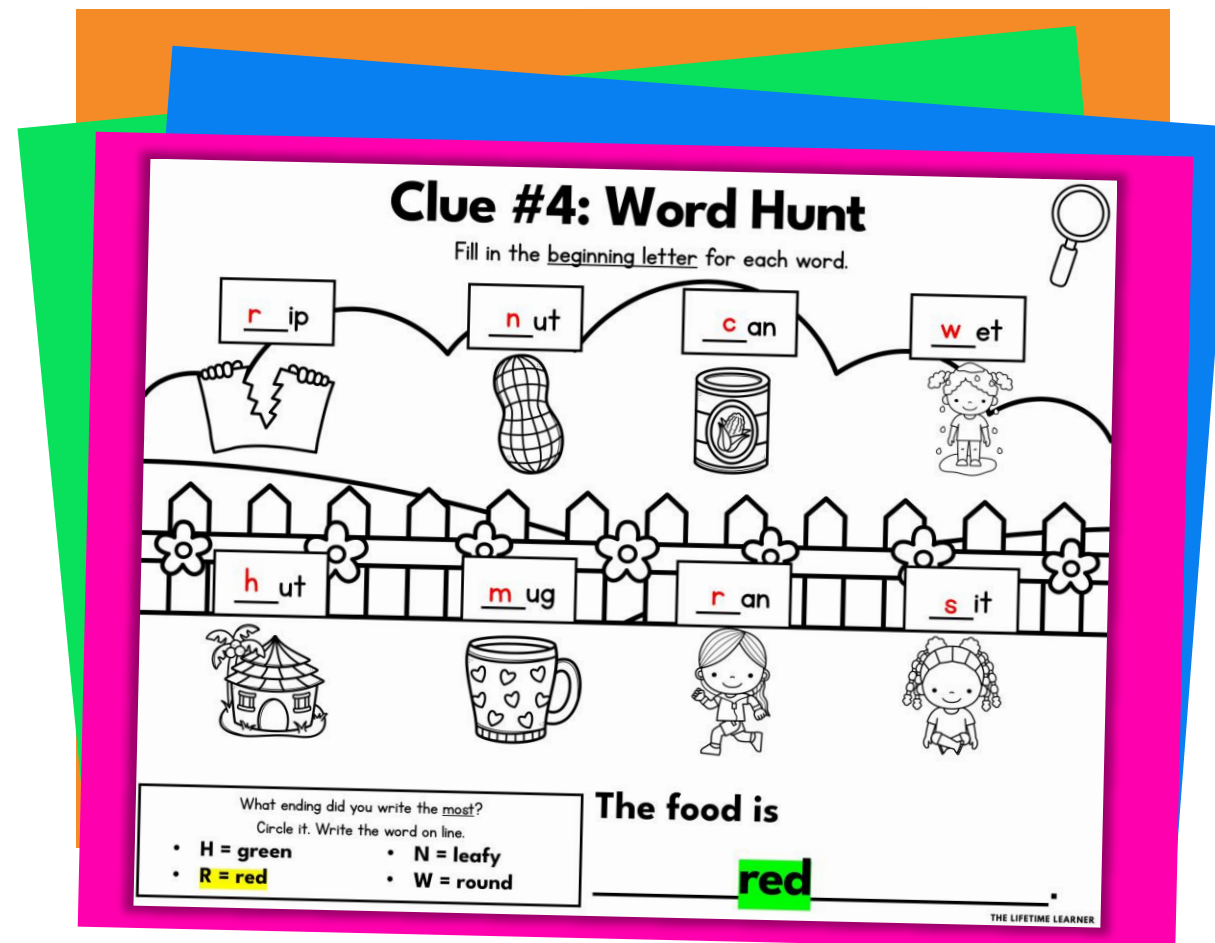 Clue #4: Word Hunt
Fill in the beginning letter for each word.
r ip
n ut
c an
w et
h ut
m ug
r an
s it
What ending did you write the most?
Circle it. Write the word on line.
• H = green
• N = leafy
• R = red
• W = round
The food is
red.
THE LIFETIME LEARNER